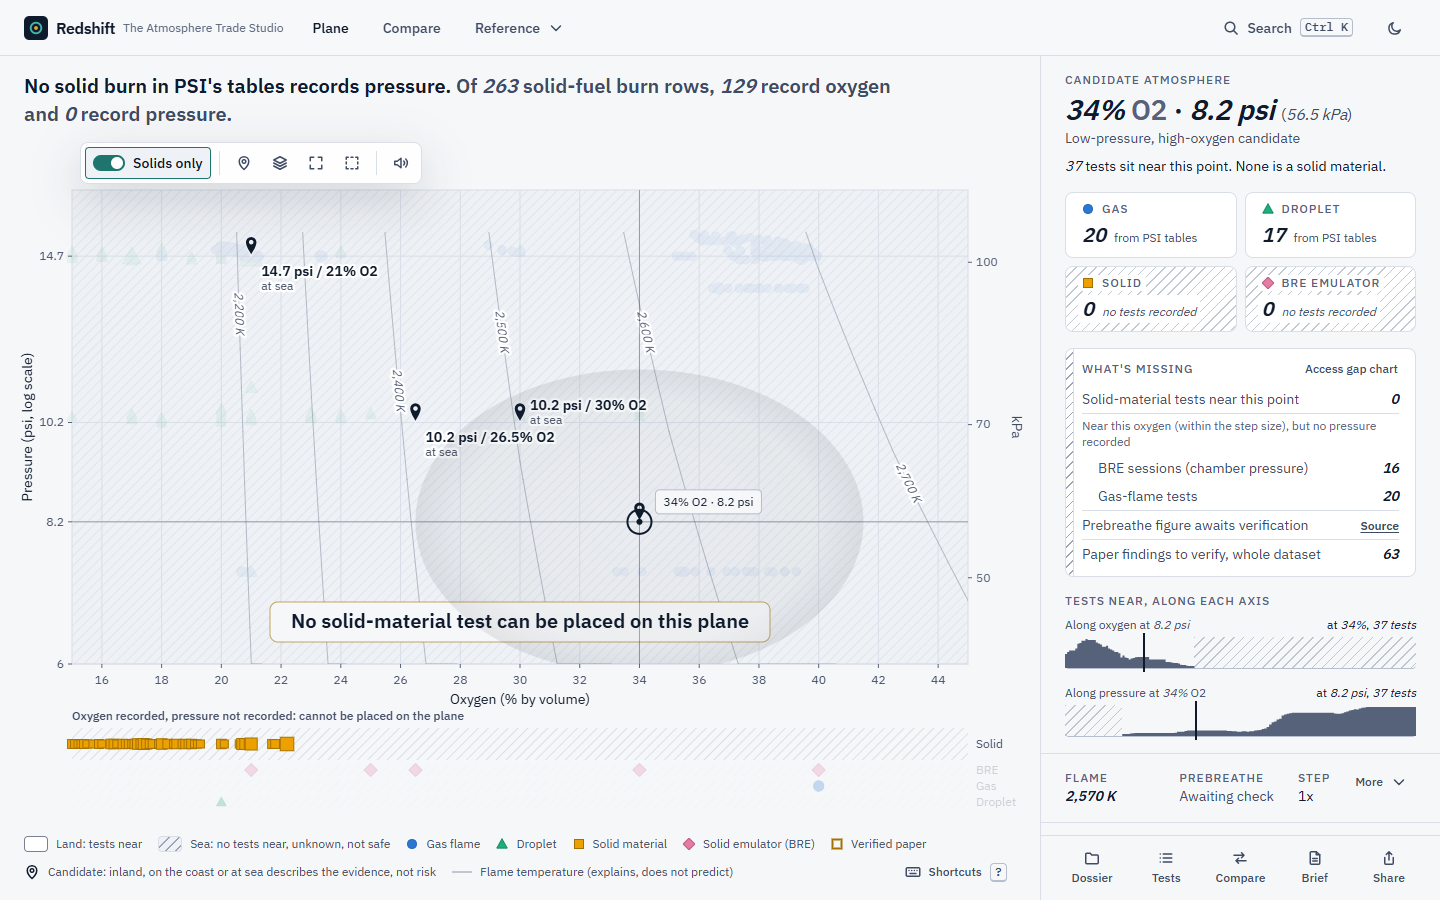 Redshift The Atmosphere Trade Studio Plane Compare Reference Search Ctrl K
No solid burn in PSI's tables records pressure. Of 263 solid-fuel burn rows, 129 record oxygen
and 0 record pressure.
Solids only
14.7
10.2
8.2
6
Pressure (psi, log scale)
100
70
50
kPa
14.7 psi / 21% O2
at sea
2,200 K
2,400 K
2,500 K
2,600 K
2,700 K
10.2 psi / 30% O2
at sea
10.2 psi / 26.5% O2
at sea
34% O2 · 8.2 psi
No solid-material test can be placed on this plane
16 18 20 22 24 26 28 30 32 34 36 38 40 42 44
Oxygen (% by volume)
Oxygen recorded, pressure not recorded: cannot be placed on the plane
Solid
BRE
Gas
Droplet
Land: tests near Sea: no tests near, unknown, not safe Gas flame Droplet Solid material Solid emulator (BRE) Verified paper
Candidate: inland, on the coast or at sea describes the evidence, not risk Flame temperature (explains, does not predict) Shortcuts ?
CANDIDATE ATMOSPHERE
34% O2 · 8.2 psi (56.5 kPa)
Low-pressure, high-oxygen candidate
37 tests sit near this point. None is a solid material.
GAS
20 from PSI tables
DROPLET
17 from PSI tables
SOLID
0 no tests recorded
BRE EMULATOR
0 no tests recorded
WHAT'S MISSING Access gap chart
Solid-material tests near this point 0
Near this oxygen (within the step size), but no pressure
recorded
BRE sessions (chamber pressure) 16
Gas-flame tests 20
Prebreathe figure awaits verification Source
Paper findings to verify, whole dataset 63
TESTS NEAR, ALONG EACH AXIS
Along oxygen at 8.2 psi at 34%, 37 tests
Along pressure at 34% O2 at 8.2 psi, 37 tests
FLAME PREBREATHE STEP More
2,570 K Awaiting check 1x
Dossier Tests Compare Brief Share